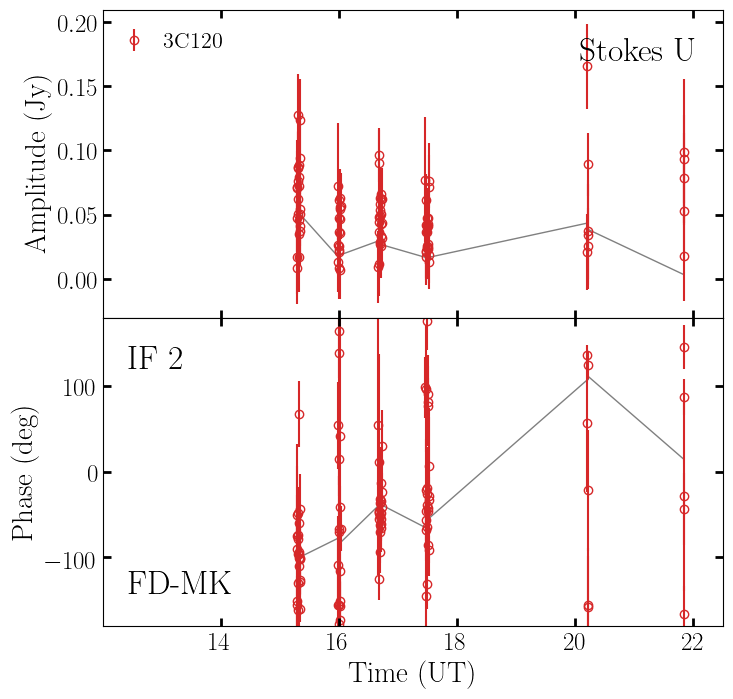 0.20
3C120
Stokes U
0.15
0.10
0.05
0.00
Amplitude (Jy)
IF 2
100
0
−100
Phase (deg)
FD-MK
14 16 18 20 22
Time (UT)